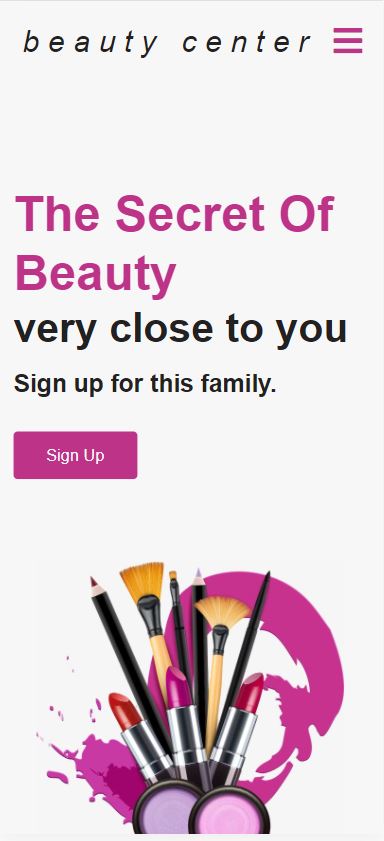 beauty center
The Secret Of
Beauty
very close to you
Sign up for this family.
Sign Up